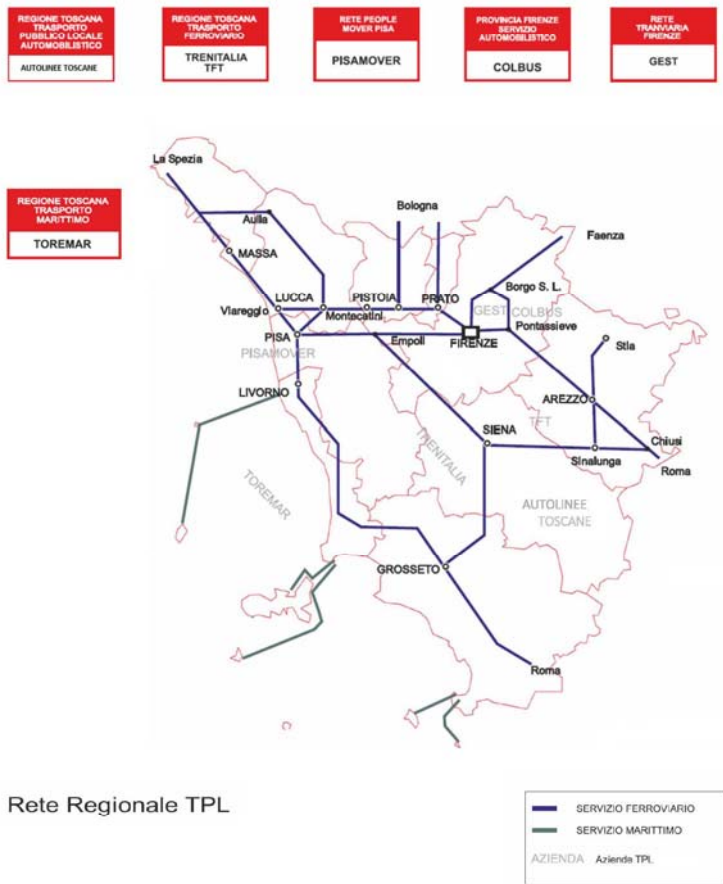 REGIONE TOSCANA
TRASPORTO
PUBBLICO LOCALE
AUTOMOBILISTICO
AUTOLINEE TOSCANE
REGIONE TOSCANA
TRASPORTO
FERROVIARIO
TRENITALIA
TFT
RETE PEOPLE
MOVER PISA
PISAMOVER
PROVINCIA FIRENZE
SERVIZIO
AUTOMOBILISTICO
COLBUS
RETE
TRANVIARIA
FIRENZE
GEST
REGIONE TOSCANA
TRASPORTO
MARITTIMO
TOREMAR
La Spezia
Aulla
Bologna
Faenza
MASSA
Borgo S. L.
LUCCA
PISTOIA
PRATO
GEST
COLBUS
Viareggio
Montecatini
Pontassieve
PISA
Empoli
FIRENZE
Stia
PISAMOVER
LIVORNO
AREZZO
TFT
SIENA
TRENITALIA
Chiusi
Sinalunga
Roma
TOREMAR
AUTOLINEE
TOSCANE
GROSSETO
Roma
Rete Regionale TPL
SERVIZIO FERROVIARIO
SERVIZIO MARITTIMO
AZIENDA Aziende TPL